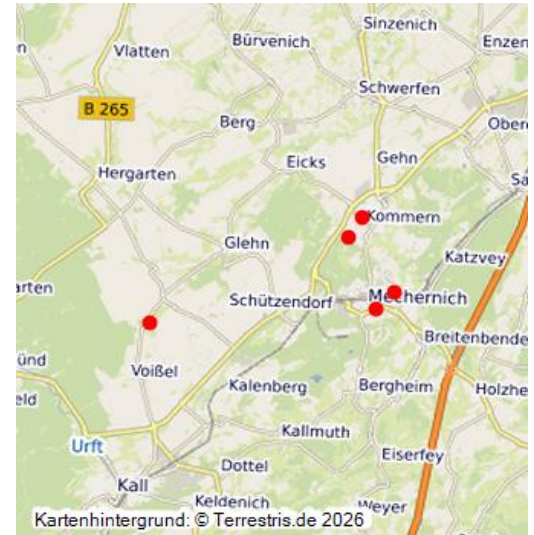 Sinzenich
Vlatten
Bürvenich
Enzen
Schwerfen
B 265
Berg
Ober
Eicks
Gehn
Hergarten
Sa
Kommern
Glehn
Katzvey
arten
Schützendorf
Mechernich
Breitenbende
ünd
Voißel
Kalenberg
Bergheim
Holzhe
eld
Kallmuth
Urft
Eiserfey
Dottel
Kall
Keldenich
Weyer
Kartenhintergrund: © Terrestris.de 2026